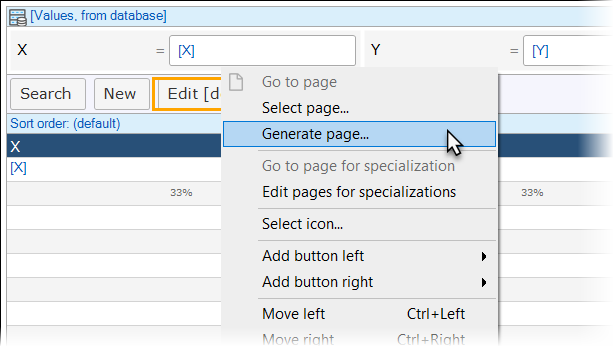 [Values, from database]
X = [X] Y = [Y]
Search New Edit [d
Sort order: (default)
X
[X]
33% 33%
Go to page
Select page...
Generate page...
Go to page for specialization
Edit pages for specializations
Select icon...
Add button left
Add button right
Move left Ctrl+Left
Move right Ctrl+Right